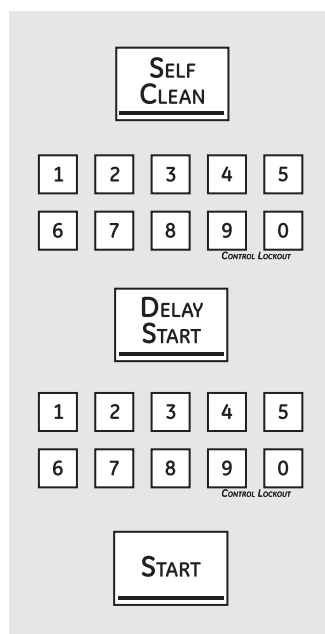 SELF
CLEAN
1 2 3 4 5
6 7 8 9 0
CONTROL LOCKOUT
DELAY
START
1 2 3 4 5
6 7 8 9 0
CONTROL LOCKOUT
START